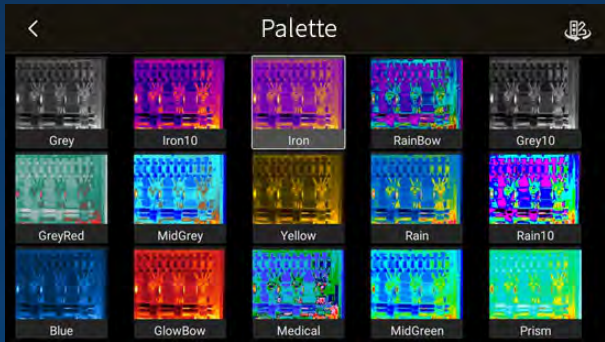 Palette
Grey
Iron10
Iron
RainBow
Grey10
GreyRed
MidGrey
Yellow
Rain
Rain10
Blue
GlowBow
Medical
MidGreen
Prism